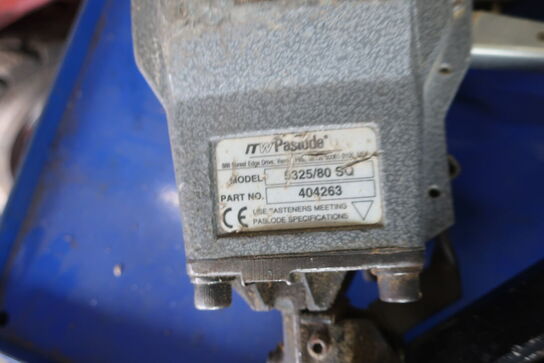 ITW Paslode®
MODEL 5325/80 SQ
PART NO. 404263
CE USE FASTENERS MEETING
PASLODE SPECIFICATIONS